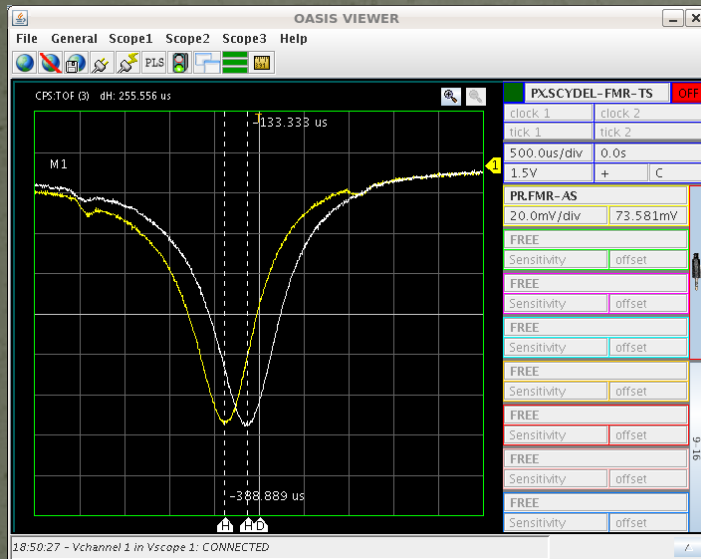 OASIS VIEWER
File General Scope1 Scope2 Scope3 Help
PLS
CPS:TOF (3) dH: 255.556 us
-133.333 us
M1
1
-388.889 us
H H D
PX.SCYDEL-FMR-TS OFF
clock 1 clock 2
tick 1 tick 2
500.0us/div 0.0s
1.5V + C
PR.FMR-AS
20.0mV/div 73.581mV
FREE
Sensitivity offset
FREE
Sensitivity offset
FREE
Sensitivity offset
FREE
Sensitivity offset
FREE
Sensitivity offset
FREE
Sensitivity offset
FREE
Sensitivity offset
9-16
18:50:27 - Vchannel 1 in Vscope 1: CONNECTED